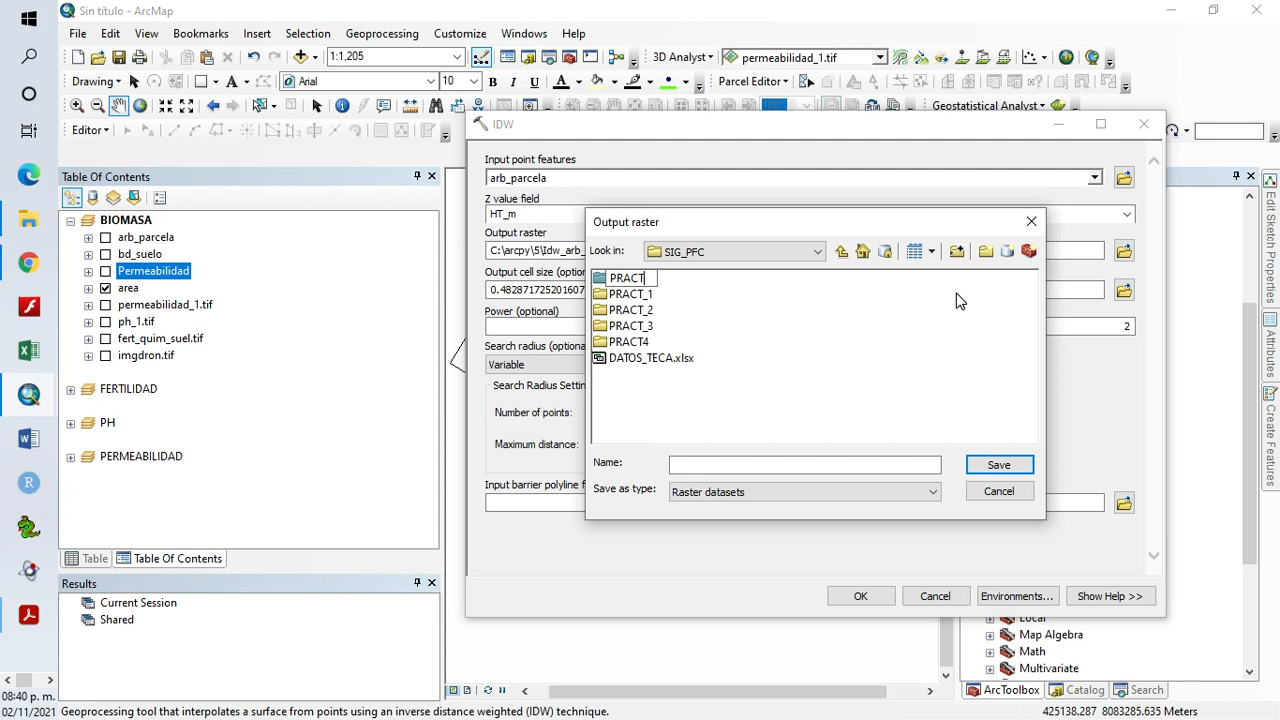 Sin título - ArcMap
File Edit View Bookmarks Insert Selection Geoprocessing Customize Windows Help
1:1,205
3D Analyst
permeabilidad_1.tif
Drawing
A
Arial
10
B I U A
Parcel Editor
Geostatistical Analyst
Editor
Table Of Contents
BIOMASA
arb_parcela
bd_suelo
Permeabilidad
area
permeabilidad_1.tif
ph_1.tif
fert_quim_suel.tif
imgdron.tif
FERTILIDAD
PH
PERMEABILIDAD
Table
Table Of Contents
Results
Current Session
Shared
IDW
Input point features
arb_parcela
Z value field
HT_m
Output raster
C:\arcpy\5\Idw_arb_
Output cell size (optio
0.482871725201607
Power (optional)
2
Search radius (optiona
Variable
Search Radius Settin
Number of points:
Maximum distance:
Input barrier polyline f
OK
Cancel
Environments...
Show Help >>
Output raster
Look in:
SIG_PFC
PRACT
PRACT_1
PRACT_2
PRACT_3
PRACT4
DATOS_TECA.xlsx
Name:
Save
Save as type:
Raster datasets
Cancel
Search Properties
Attributes
Create Features
Local
Map Algebra
Math
Multivariate
ArcToolbox
Catalog
Search
08:40 p. m.
02/11/2021
Geoprocessing tool that interpolates a surface from points using an inverse distance weighted (IDW) technique.
425138.287 8083285.635 Meters